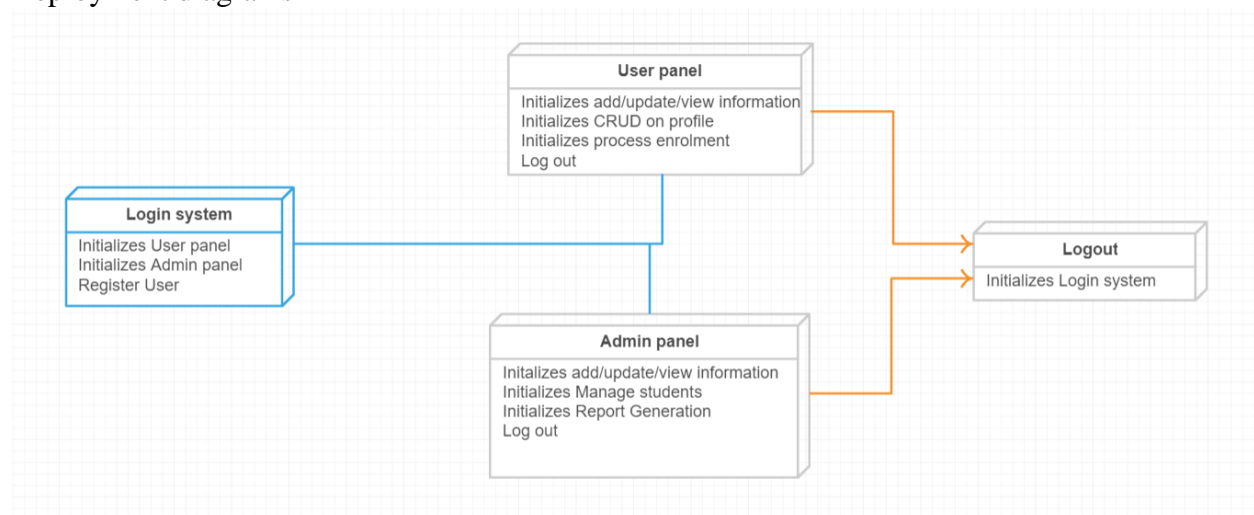 User panel
Initializes add/update/view information
Initializes CRUD on profile
Initializes process enrolment
Log out
Login system
Initializes User panel
Initializes Admin panel
Register User
Logout
Initializes Login system
Admin panel
Initalizes add/update/view information
Initializes Manage students
Initializes Report Generation
Log out